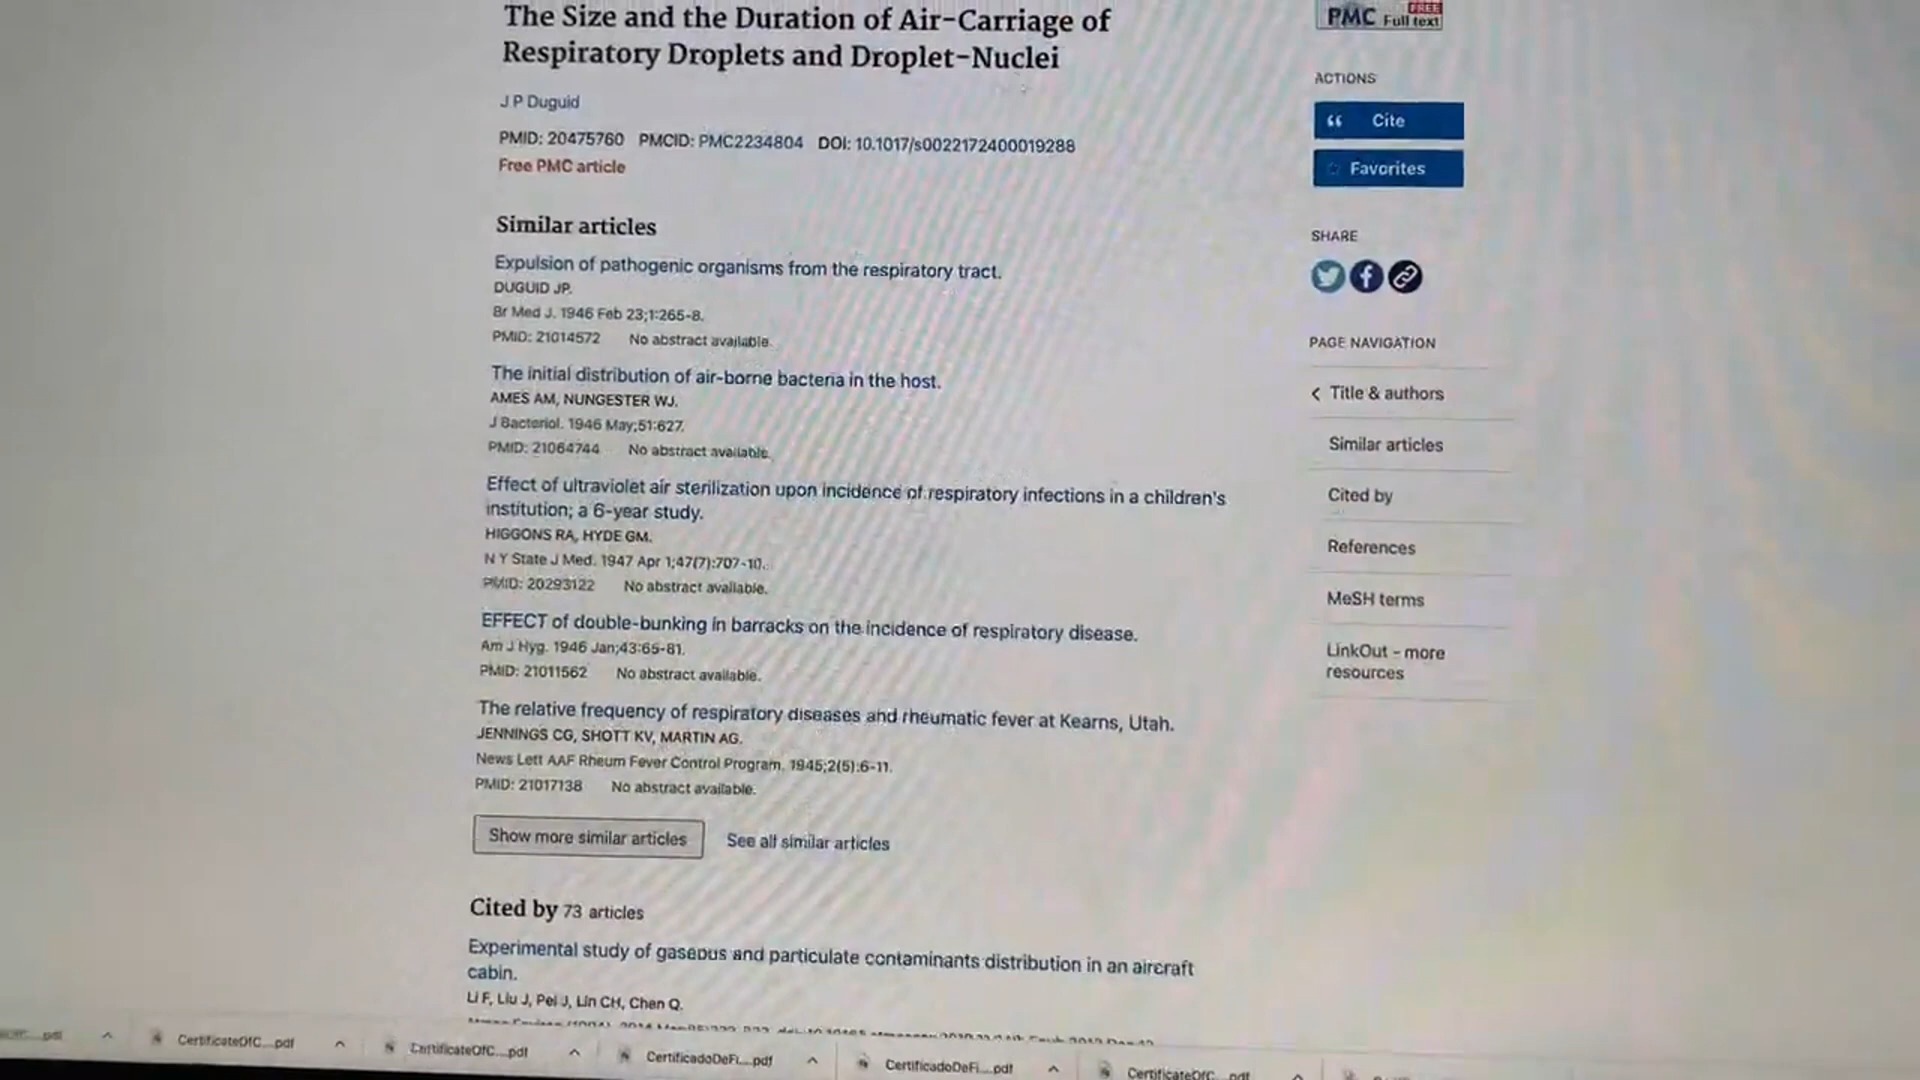 The Size and the Duration of Air-Carriage of
Respiratory Droplets and Droplet-Nuclei
J P Duguid
PMID: 20475760 PMCID: PMC2234804 DOI: 10.1017/s0022172400019288
Free PMC article
Similar articles
Expulsion of pathogenic organisms from the respiratory tract.
DUGUID JP.
Br Med J. 1946 Feb 23;1:265-8.
PMID: 21014572 No abstract available.
The initial distribution of air-borne bacteria in the host.
AMES AM, NUNGESTER WJ.
J Bacteriol. 1946 May;51:627.
PMID: 21064744 No abstract available.
Effect of ultraviolet air sterilization upon incidence of respiratory infections in a children's
institution; a 6-year study.
HIGGONS RA, HYDE GM.
N Y State J Med. 1947 Apr 1;47(7):707-10.
PMID: 20293122 No abstract available.
EFFECT of double-bunking in barracks on the incidence of respiratory disease.
Am J Hyg. 1946 Jan;43:65-81.
PMID: 21011562 No abstract available.
The relative frequency of respiratory diseases and rheumatic fever at Kearns, Utah.
JENNINGS CG, SHOTT KV, MARTIN AG.
News Lett AAF Rheum Fever Control Program. 1945;2(5):6-11.
PMID: 21017138 No abstract available.
Show more similar articles See all similar articles
Cited by 73 articles
Experimental study of gaseous and particulate contaminants distribution in an aircraft
cabin.
Li F, Liu J, Pei J, Lin CH, Chen Q.
FREE
PMC Full text
ACTIONS
Cite
Favorites
SHARE
PAGE NAVIGATION
Title & authors
Similar articles
Cited by
References
MeSH terms
LinkOut - more
resources
....pdf
CertificateOfC....pdf
CertificateOfC....pdf
CertificadoDeFi....pdf
CertificadoDeFi....pdf
CertificateOfC....pdf